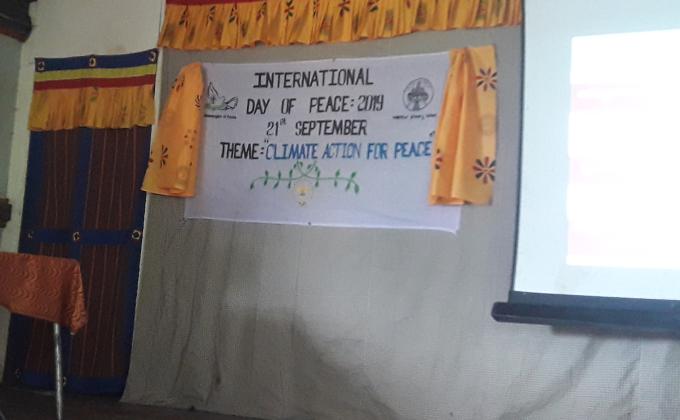 INTERNATIONAL
DAY OF PEACE: 2019
21st SEPTEMBER
THEME: "CLIMATE ACTION FOR PEACE"